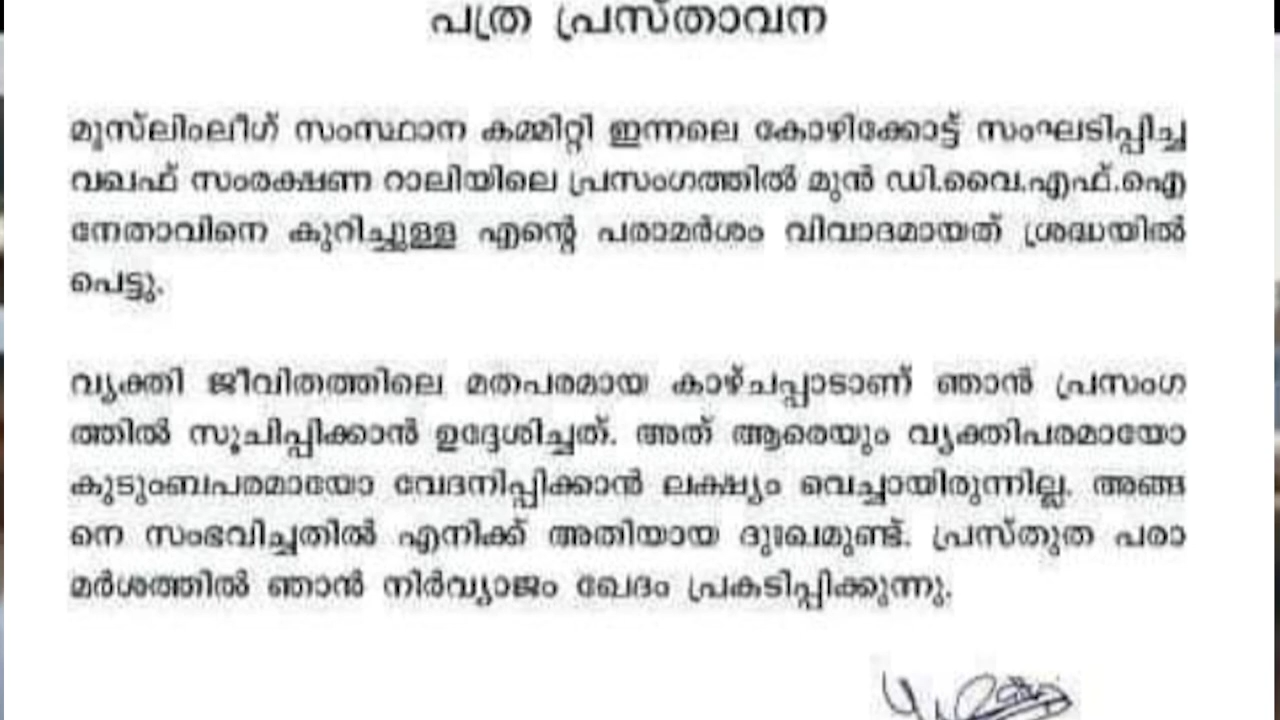 പത്ര പ്രസ്താവന
മുസ്‌ലിംലീഗ് സംസ്ഥാന കമ്മിറ്റി ഇന്നലെ കോഴിക്കോട്ട് സംഘടിപ്പിച്ച
വഖഫ് സംരക്ഷണ റാലിയിലെ പ്രസംഗത്തിൽ മുൻ ഡി.വൈ.എഫ്.ഐ
നേതാവിനെ കുറിച്ചുള്ള എന്റെ പരാമർശം വിവാദമായത് ശ്രദ്ധയിൽ
പെട്ടു.
വ്യക്തി ജീവിതത്തിലെ മതപരമായ കാഴ്ചപ്പാടാണ് ഞാൻ പ്രസംഗ
ത്തിൽ സൂചിപ്പിക്കാൻ ഉദ്ദേശിച്ചത്. അത് ആരെയും വ്യക്തിപരമായോ
കുടുംബപരമായോ വേദനിപ്പിക്കാൻ ലക്ഷ്യം വെച്ചായിരുന്നില്ല. അങ്ങ
നെ സംഭവിച്ചതിൽ എനിക്ക് അതിയായ ദുഃഖമുണ്ട്. പ്രസ്തുത പരാ
മർശത്തിൽ ഞാൻ നിർവ്യാജം ഖേദം പ്രകടിപ്പിക്കുന്നു.